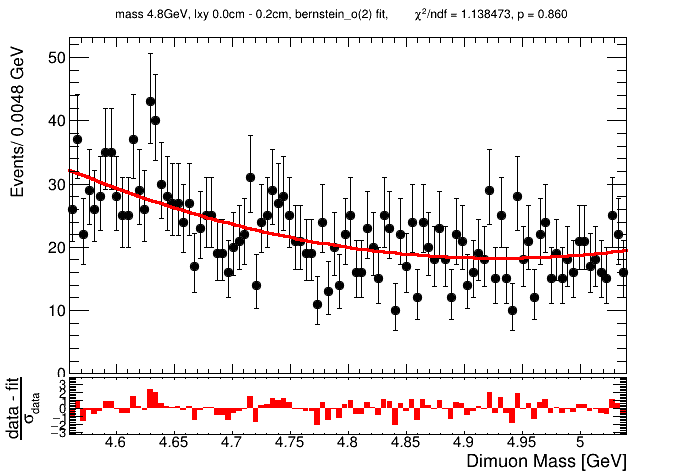 mass 4.8GeV, lxy 0.0cm - 0.2cm, bernstein_o(2) fit, χ²/ndf = 1.138473, p = 0.860
Events/ 0.0048 GeV
50
40
30
20
10
0
data - fit
σdata
3
2
1
0
−1
−2
−3
4.6 4.65 4.7 4.75 4.8 4.85 4.9 4.95 5
Dimuon Mass [GeV]